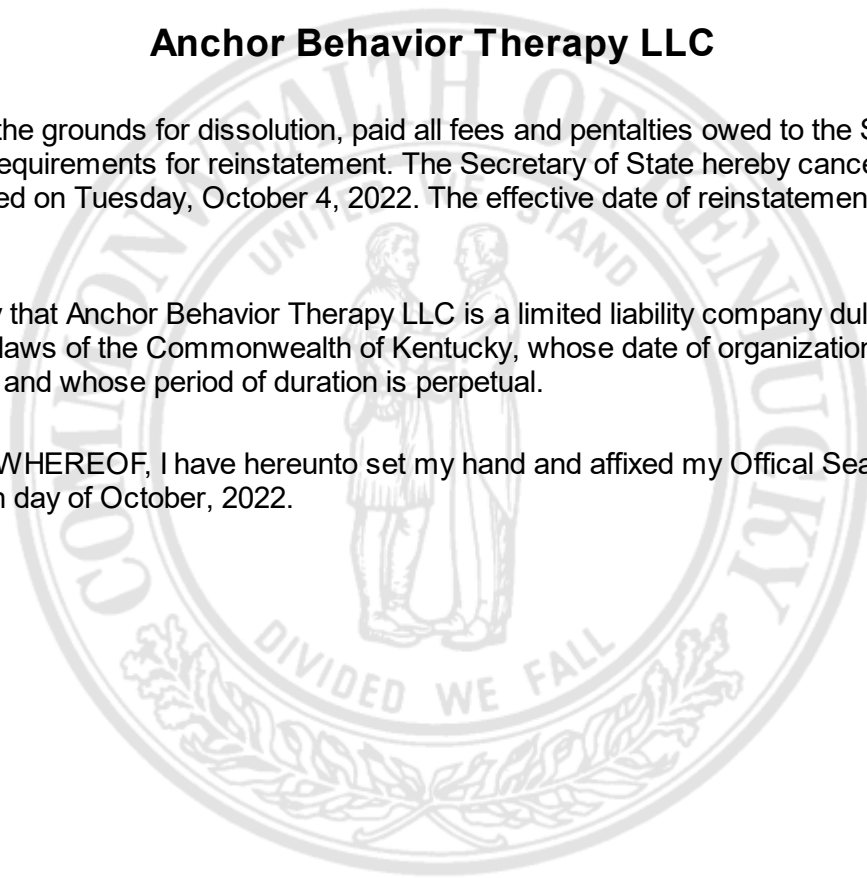 Anchor Behavior Therapy LLC
the grounds for dissolution, paid all fees and pentalties owed to the S
equirements for reinstatement. The Secretary of State hereby cance
ed on Tuesday, October 4, 2022. The effective date of reinstatemen
y that Anchor Behavior Therapy LLC is a limited liability company dul
laws of the Commonwealth of Kentucky, whose date of organization
and whose period of duration is perpetual.
WHEREOF, I have hereunto set my hand and affixed my Offical Sea
day of October, 2022.
COMMONWEALTH OF KENTUCKY
UNITED WE STAND
DIVIDED WE FALL